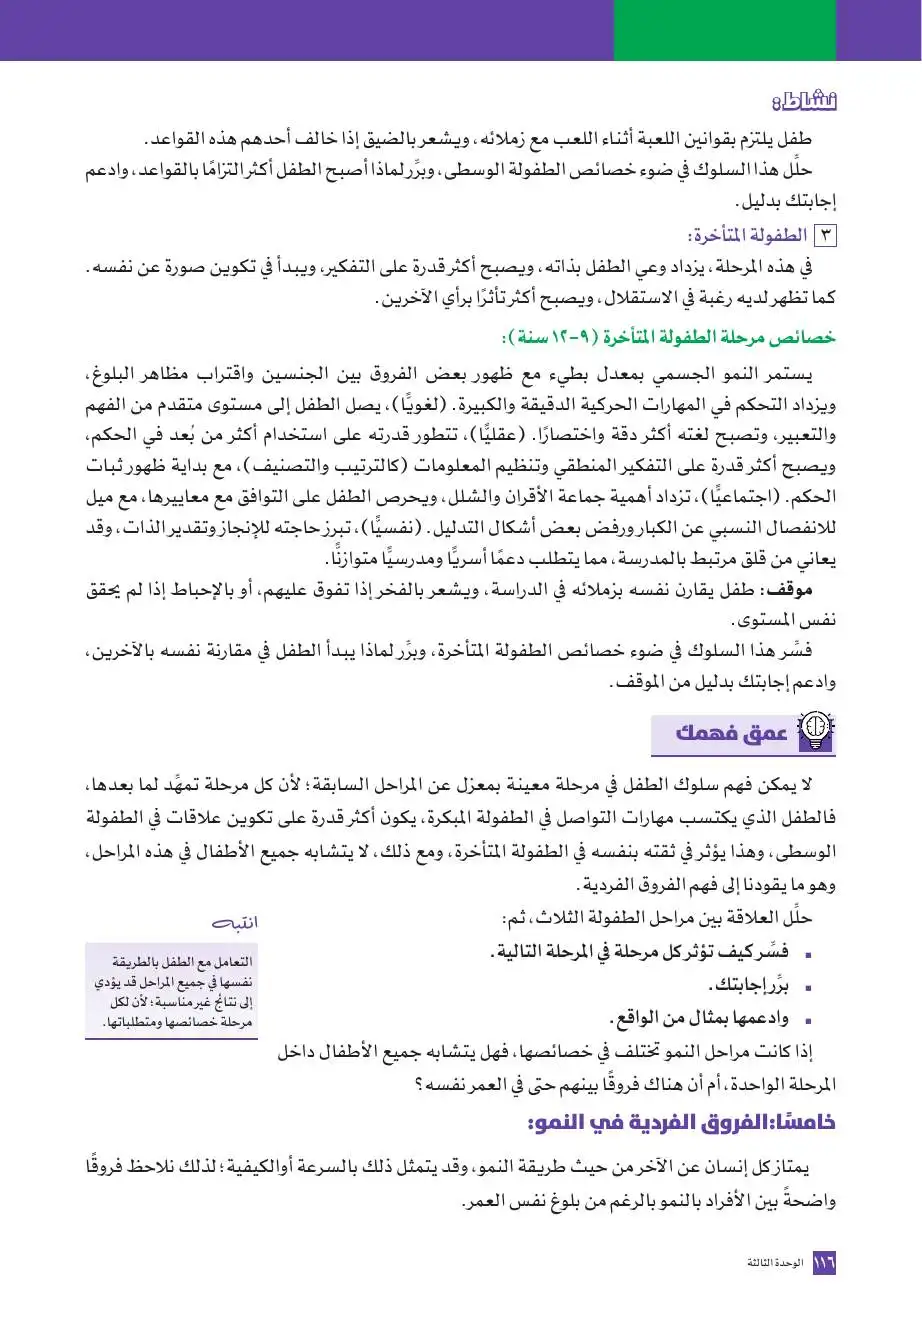 نشاط:
طفل يلتزم بقوانين اللعبة أثناء اللعب مع زملائه، ويشعر بالضيق إذا خالف أحدهم هذه القواعد.
حلِّل هذا السلوك في ضوء خصائص الطفولة الوسطى، وبرِّر لماذا أصبح الطفل أكثر التزامًا بالقواعد، وادعم
إجابتك بدليل.
٣ الطفولة المتأخرة:
في هذه المرحلة، يزداد وعي الطفل بذاته، ويصبح أكثر قدرة على التفكير، ويبدأ في تكوين صورة عن نفسه.
كما تظهر لديه رغبة في الاستقلال، ويصبح أكثر تأثرًا برأي الآخرين.
خصائص مرحلة الطفولة المتأخرة (٩-١٢ سنة):
يستمر النمو الجسمي بمعدل بطيء مع ظهور بعض الفروق بين الجنسين واقتراب مظاهر البلوغ،
ويزداد التحكم في المهارات الحركية الدقيقة والكبيرة. (لغويًّا)، يصل الطفل إلى مستوى متقدم من الفهم
والتعبير، وتصبح لغته أكثر دقة واختصارًا. (عقليًّا)، تتطور قدرته على استخدام أكثر من بُعد في الحكم،
ويصبح أكثر قدرة على التفكير المنطقي وتنظيم المعلومات (كالترتيب والتصنيف)، مع بداية ظهور ثبات
الحكم. (اجتماعيًّا)، تزداد أهمية جماعة الأقران والشلل، ويحرص الطفل على التوافق مع معاييرها، مع ميل
للانفصال النسبي عن الكبار ورفض بعض أشكال التدليل. (نفسيًّا)، تبرز حاجته للإنجاز وتقدير الذات، وقد
يعاني من قلق مرتبط بالمدرسة، مما يتطلب دعمًا أسريًّا ومدرسيًّا متوازنًا.
موقف: طفل يقارن نفسه بزملائه في الدراسة، ويشعر بالفخر إذا تفوق عليهم، أو بالإحباط إذا لم يحقق
نفس المستوى.
فسِّر هذا السلوك في ضوء خصائص الطفولة المتأخرة، وبرِّر لماذا يبدأ الطفل في مقارنة نفسه بالآخرين،
وادعم إجابتك بدليل من الموقف.
عمق فهمك
لا يمكن فهم سلوك الطفل في مرحلة معينة بمعزل عن المراحل السابقة؛ لأن كل مرحلة تمهِّد لما بعدها،
فالطفل الذي يكتسب مهارات التواصل في الطفولة المبكرة، يكون أكثر قدرة على تكوين علاقات في الطفولة
الوسطى، وهذا يؤثر في ثقته بنفسه في الطفولة المتأخرة، ومع ذلك، لا يتشابه جميع الأطفال في هذه المراحل،
وهو ما يقودنا إلى فهم الفروق الفردية.
حلِّل العلاقة بين مراحل الطفولة الثلاث، ثم:
▪ فسِّر كيف تؤثر كل مرحلة في المرحلة التالية.
▪ برِّر إجابتك.
▪ وادعمها بمثال من الواقع.
انتبه
التعامل مع الطفل بالطريقة
نفسها في جميع المراحل قد يؤدي
إلى نتائج غير مناسبة؛ لأن لكل
مرحلة خصائصها ومتطلباتها.
إذا كانت مراحل النمو تختلف في خصائصها، فهل يتشابه جميع الأطفال داخل
المرحلة الواحدة، أم أن هناك فروقًا بينهم حتى في العمر نفسه؟
خامسًا:الفروق الفردية في النمو:
يمتاز كل إنسان عن الآخر من حيث طريقة النمو، وقد يتمثل ذلك بالسرعة أوالكيفية؛ لذلك نلاحظ فروقًا
واضحةً بين الأفراد بالنمو بالرغم من بلوغ نفس العمر.
١١٦ الوحدة الثالثة